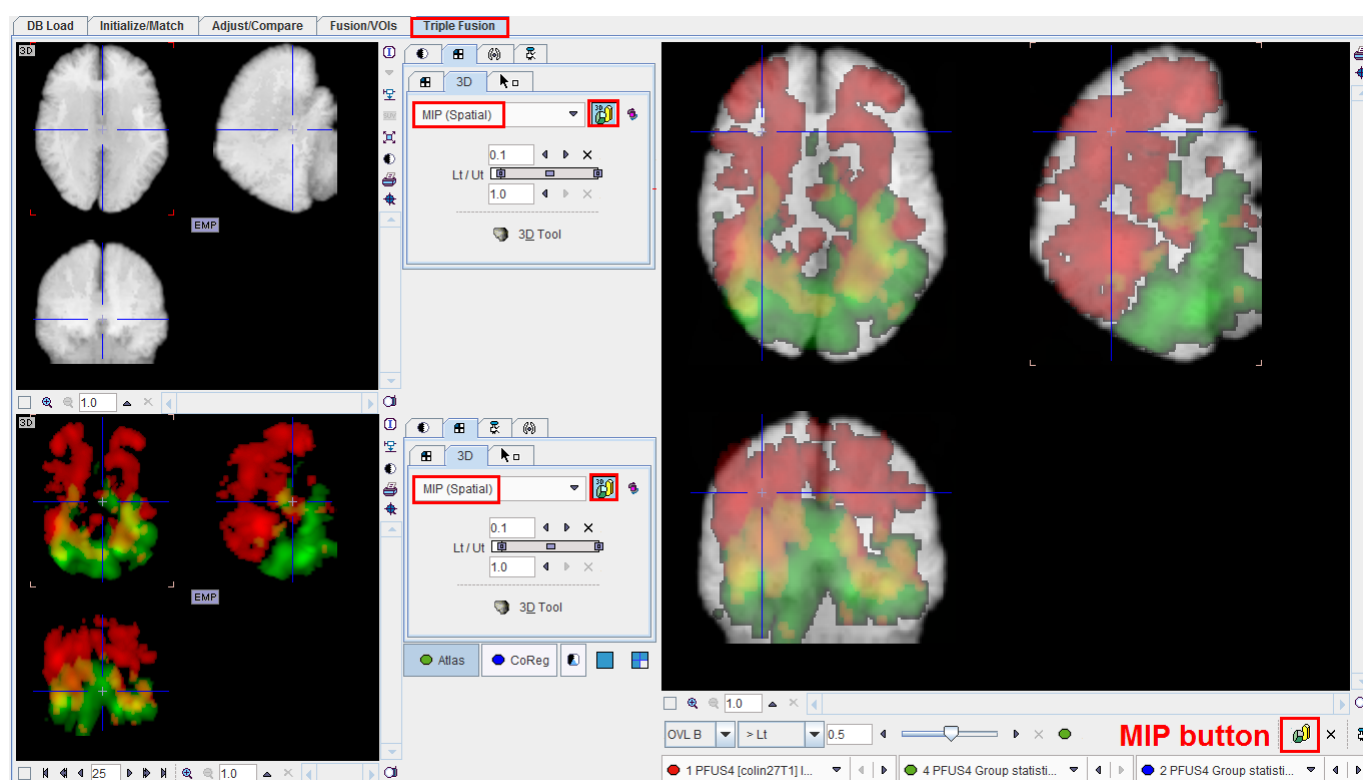 DB Load Initialize/Match Adjust/Compare Fusion/VOIs Triple Fusion
3D
3D
MIP (Spatial)
3D
0.1
Lt / Ut
1.0
3D Tool
EMP
1.0
3D
3D
MIP (Spatial)
3D
0.1
Lt / Ut
1.0
3D Tool
EMP
Atlas CoReg
1.0
OVL B > Lt 0.5 MIP button
25 1.0
1 PFUS4 [colin27T1] I... 4 PFUS4 Group statisti... 2 PFUS4 Group statisti...